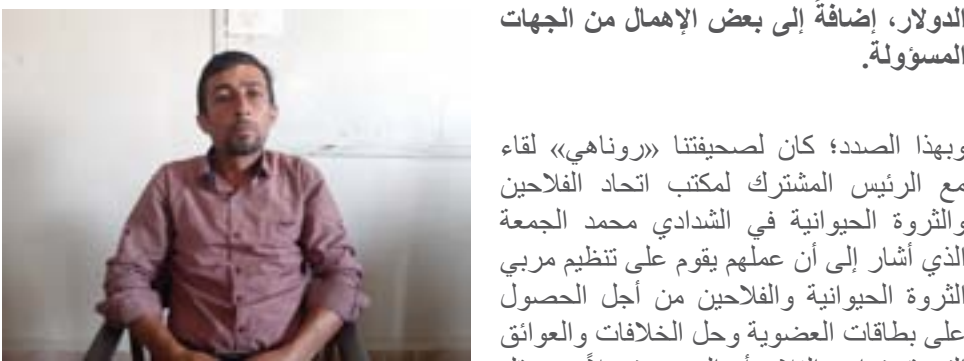 الدولار، إضافةً إلى بعض الإهمال من الجهات
المسؤولة.
وبهذا الصدد؛ كان لصحيفتنا «روناهي» لقاء
مع الرئيس المشترك لمكتب اتحاد الفلاحين
والثروة الحيوانية في الشدادي محمد الجمعة
الذي أشار إلى أن عملهم يقوم على تنظيم مربي
الثروة الحيوانية والفلاحين من أجل الحصول
على بطاقات العضوية وحل الخلافات والعوائق